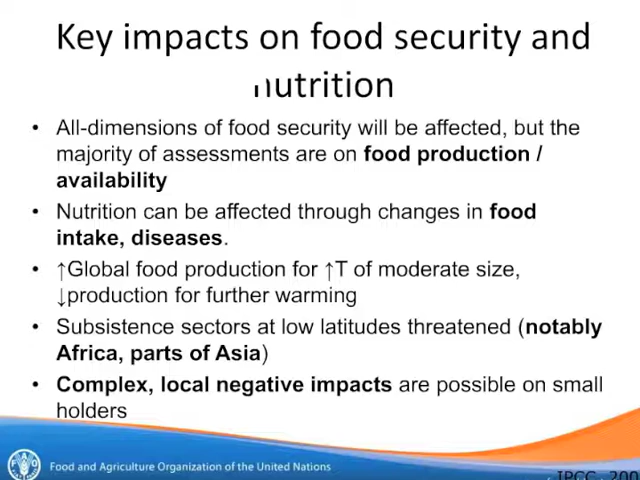 Key impacts on food security and
nutrition
• All-dimensions of food security will be affected, but the
majority of assessments are on food production /
availability
• Nutrition can be affected through changes in food
intake, diseases.
• ↑Global food production for ↑T of moderate size,
↓production for further warming
• Subsistence sectors at low latitudes threatened (notably
Africa, parts of Asia)
• Complex, local negative impacts are possible on small
holders
Food and Agriculture Organization of the United Nations
IPCC